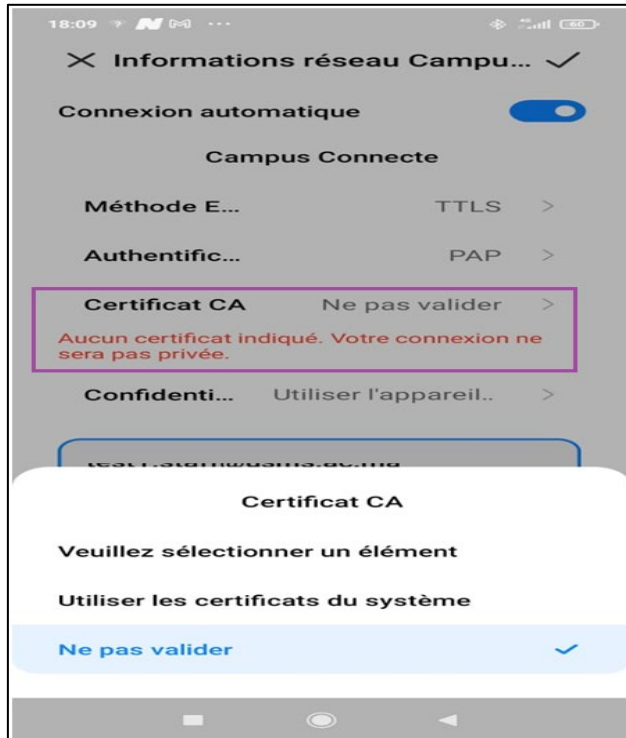 18:09
Informations réseau Campu...
Connexion automatique
Campus Connecte
Méthode E... TTLS
Authentific... PAP
Certificat CA Ne pas valider
Aucun certificat indiqué. Votre connexion ne
sera pas privée.
Confidenti... Utiliser l'appareil..
Certificat CA
Veuillez sélectionner un élément
Utiliser les certificats du système
Ne pas valider